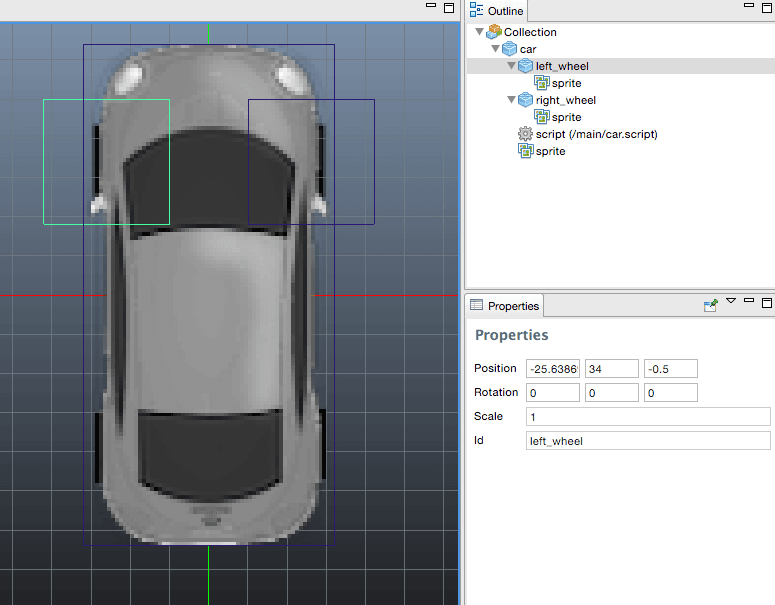 Outline
Collection
car
left_wheel
sprite
right_wheel
sprite
script (/main/car.script)
sprite
Properties
Properties
Position -25.6386 34 -0.5
Rotation 0 0 0
Scale 1
Id left_wheel